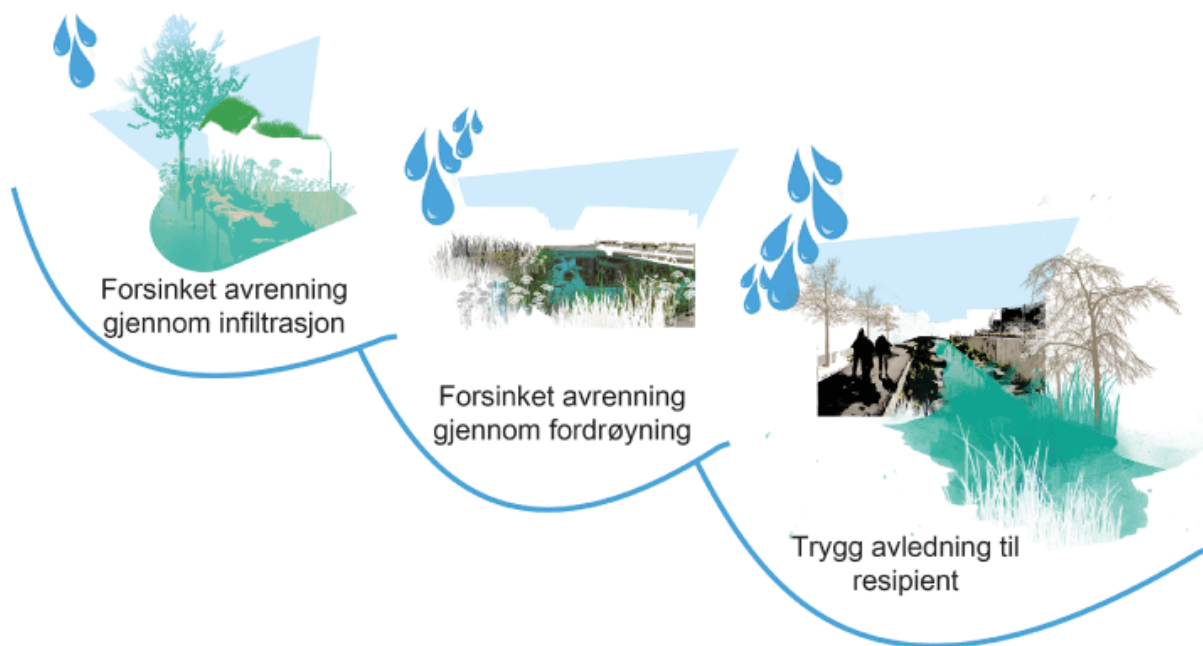 Forsinket avrenning
gjennom infiltrasjon
Forsinket avrenning
gjennom fordrøyning
Trygg avledning til
resipient